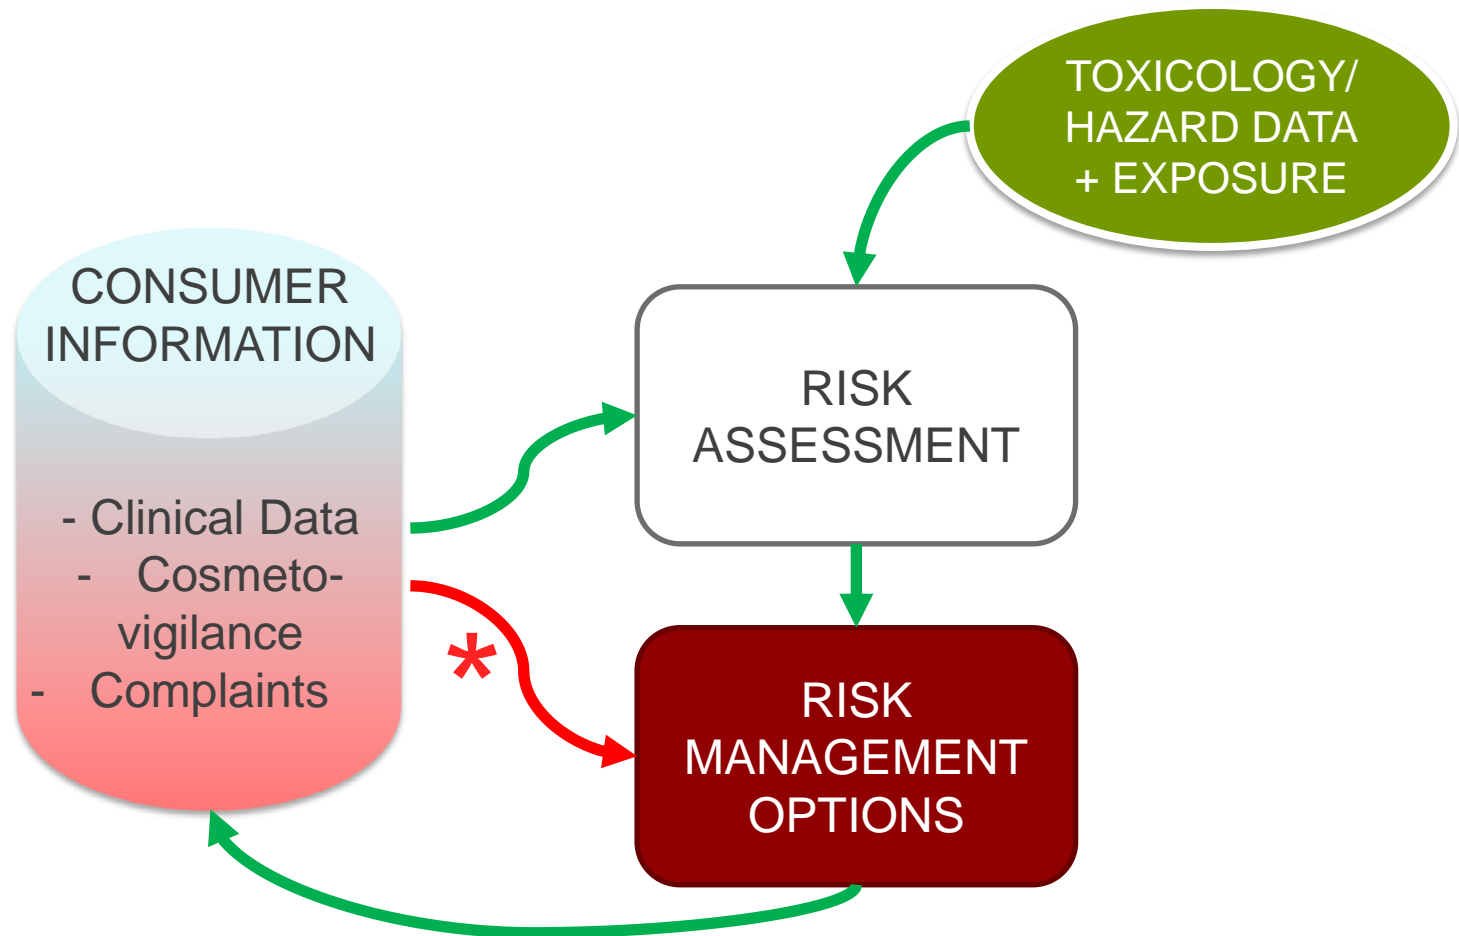 TOXICOLOGY/
HAZARD DATA
+ EXPOSURE
CONSUMER
INFORMATION
- Clinical Data
- Cosmeto-
vigilance
- Complaints
RISK
ASSESSMENT
*
RISK
MANAGEMENT
OPTIONS